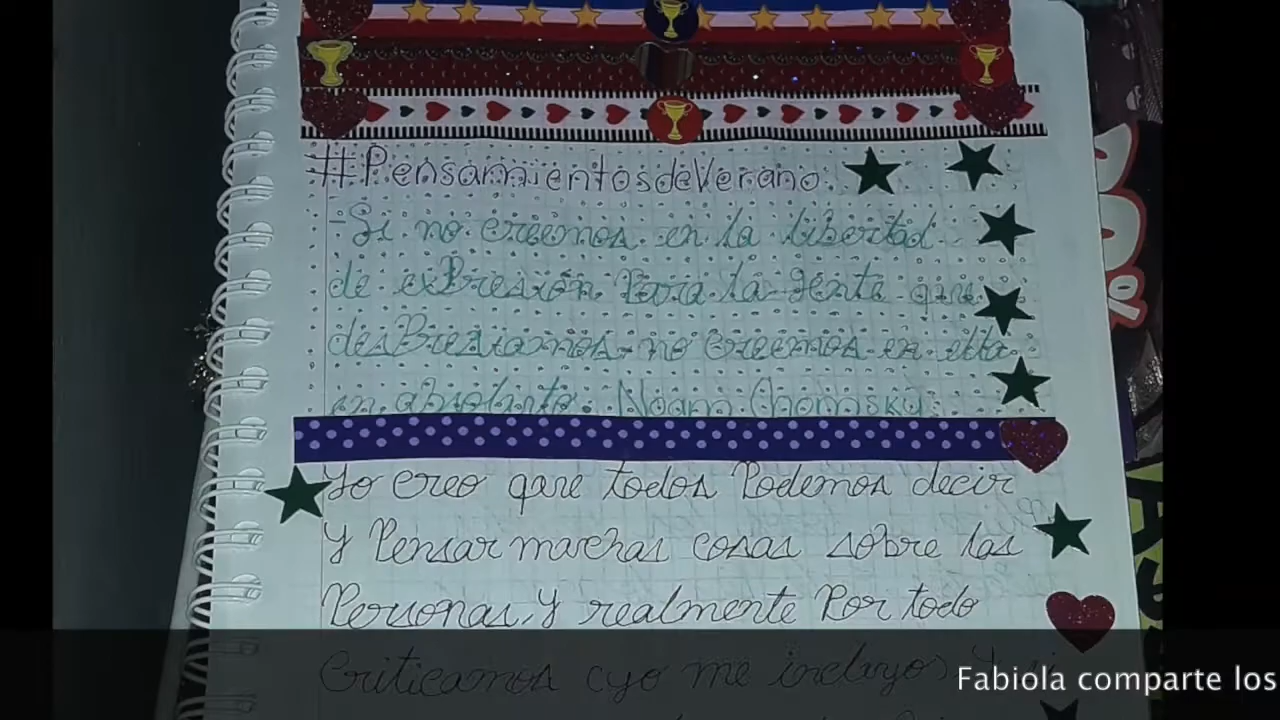 #PensamientosdeVerano:
-Si no creemos en la libertad
de exPresión Para la gente que
desPreciamos, no creemos en ella
en absoluto. Noam Chomsky.
Yo creo que todos Podemos decir
y Pensar muchas cosas sobre las
Personas, y realmente Por todo
criticamos cyo me incluyo) y si
Fabiola comparte los
%